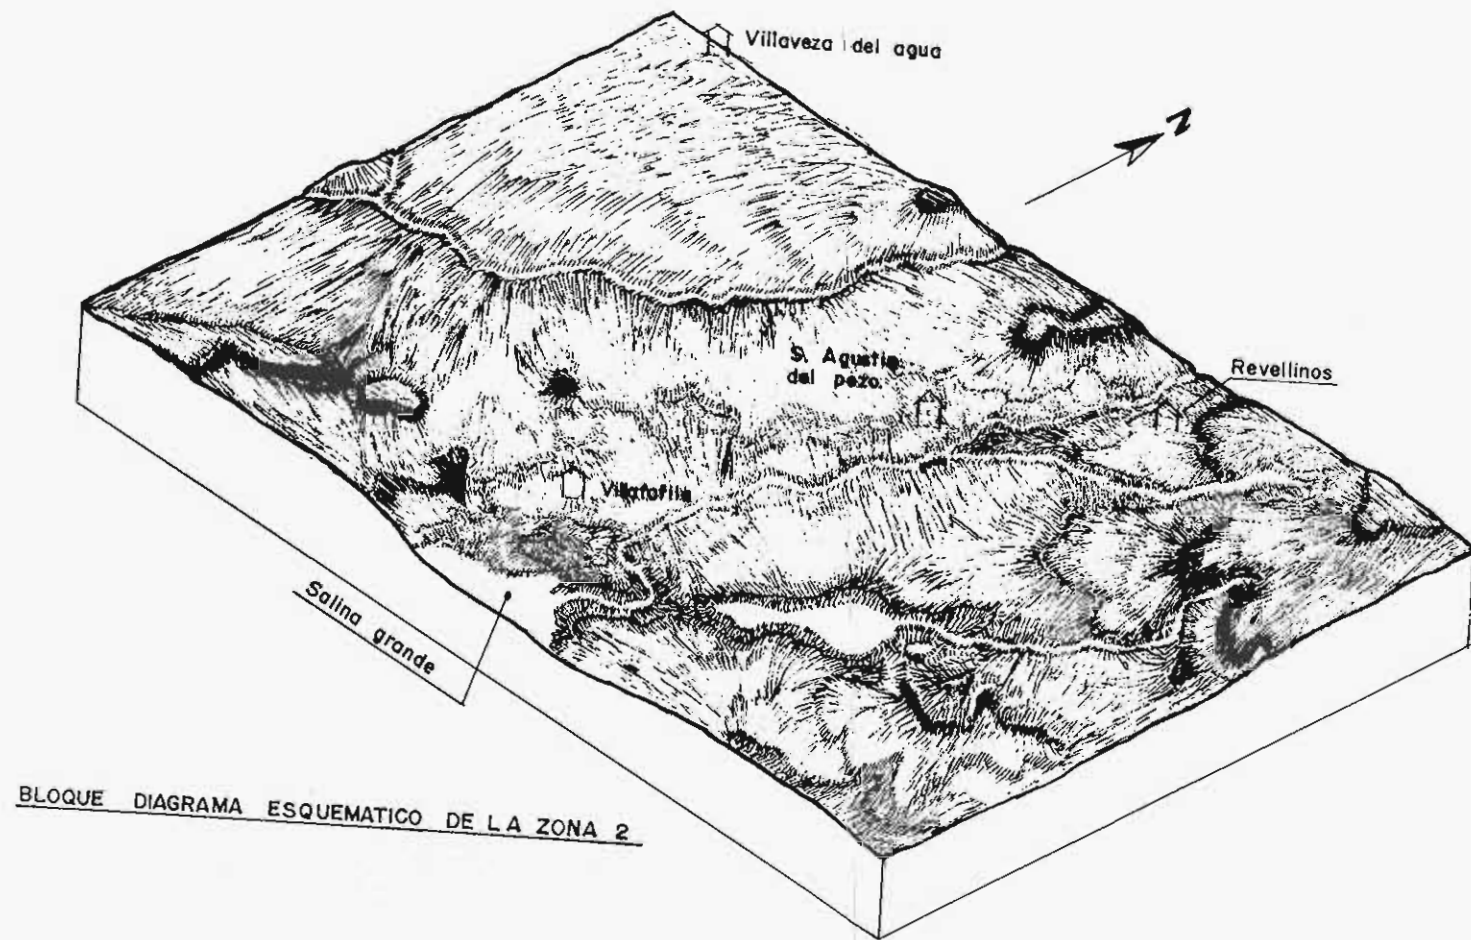 Villaveza del agua
N
S. Agustin
del pozo
Revellinos
Villafafila
Salina grande
BLOQUE DIAGRAMA ESQUEMATICO DE LA ZONA 2